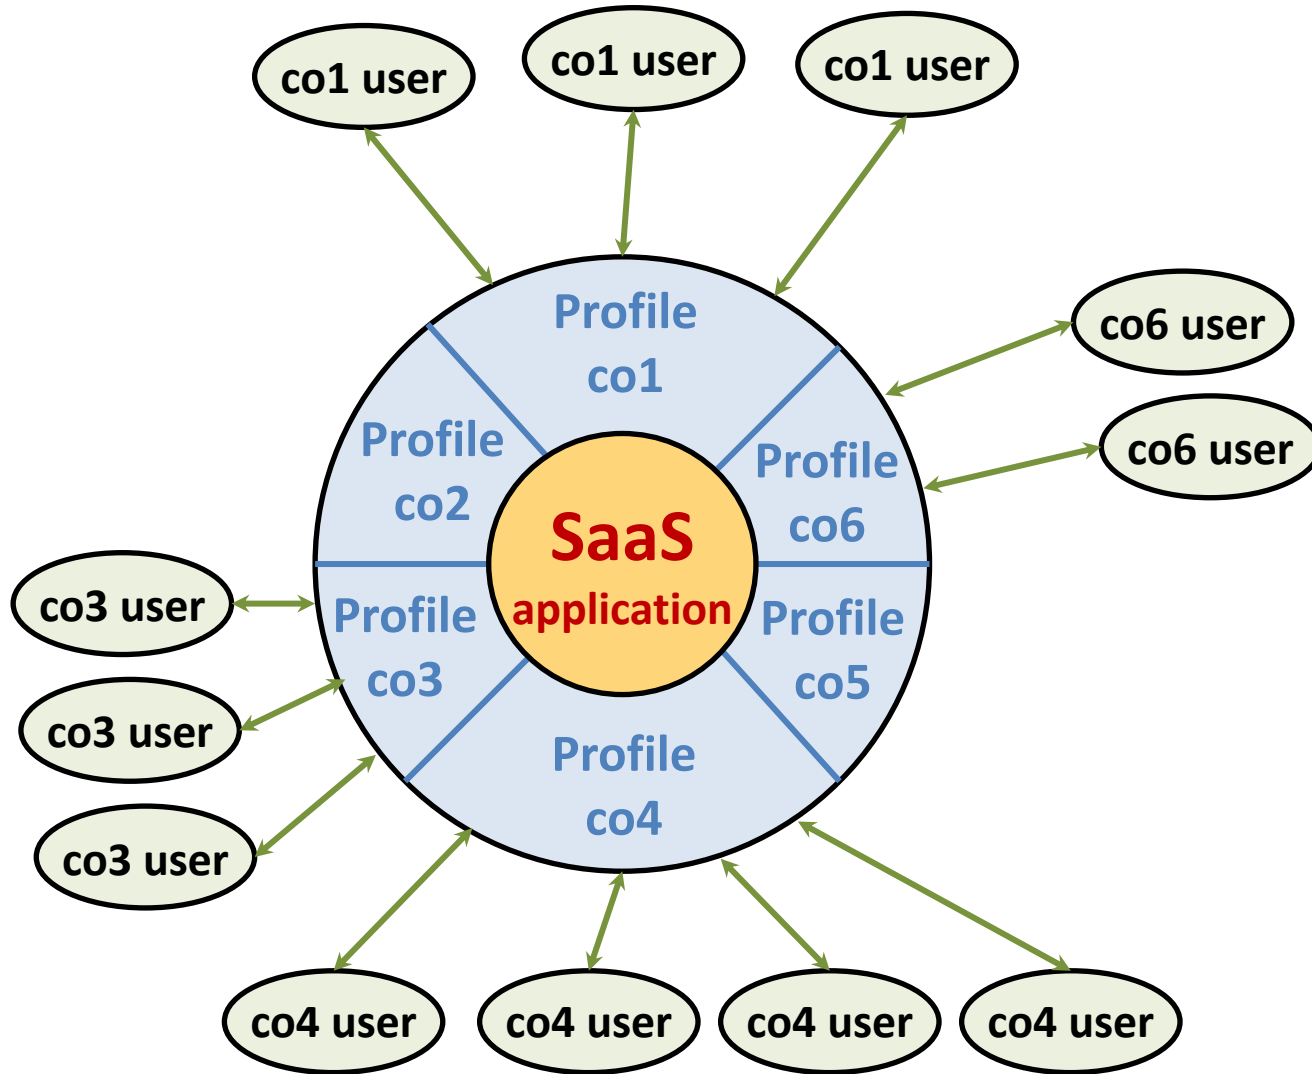 co1 user
co1 user
co1 user
Profile
co1
co6 user
co6 user
Profile
co2
Profile
co6
SaaS
application
co3 user
Profile
co3
Profile
co5
co3 user
co3 user
Profile
co4
co4 user
co4 user
co4 user
co4 user